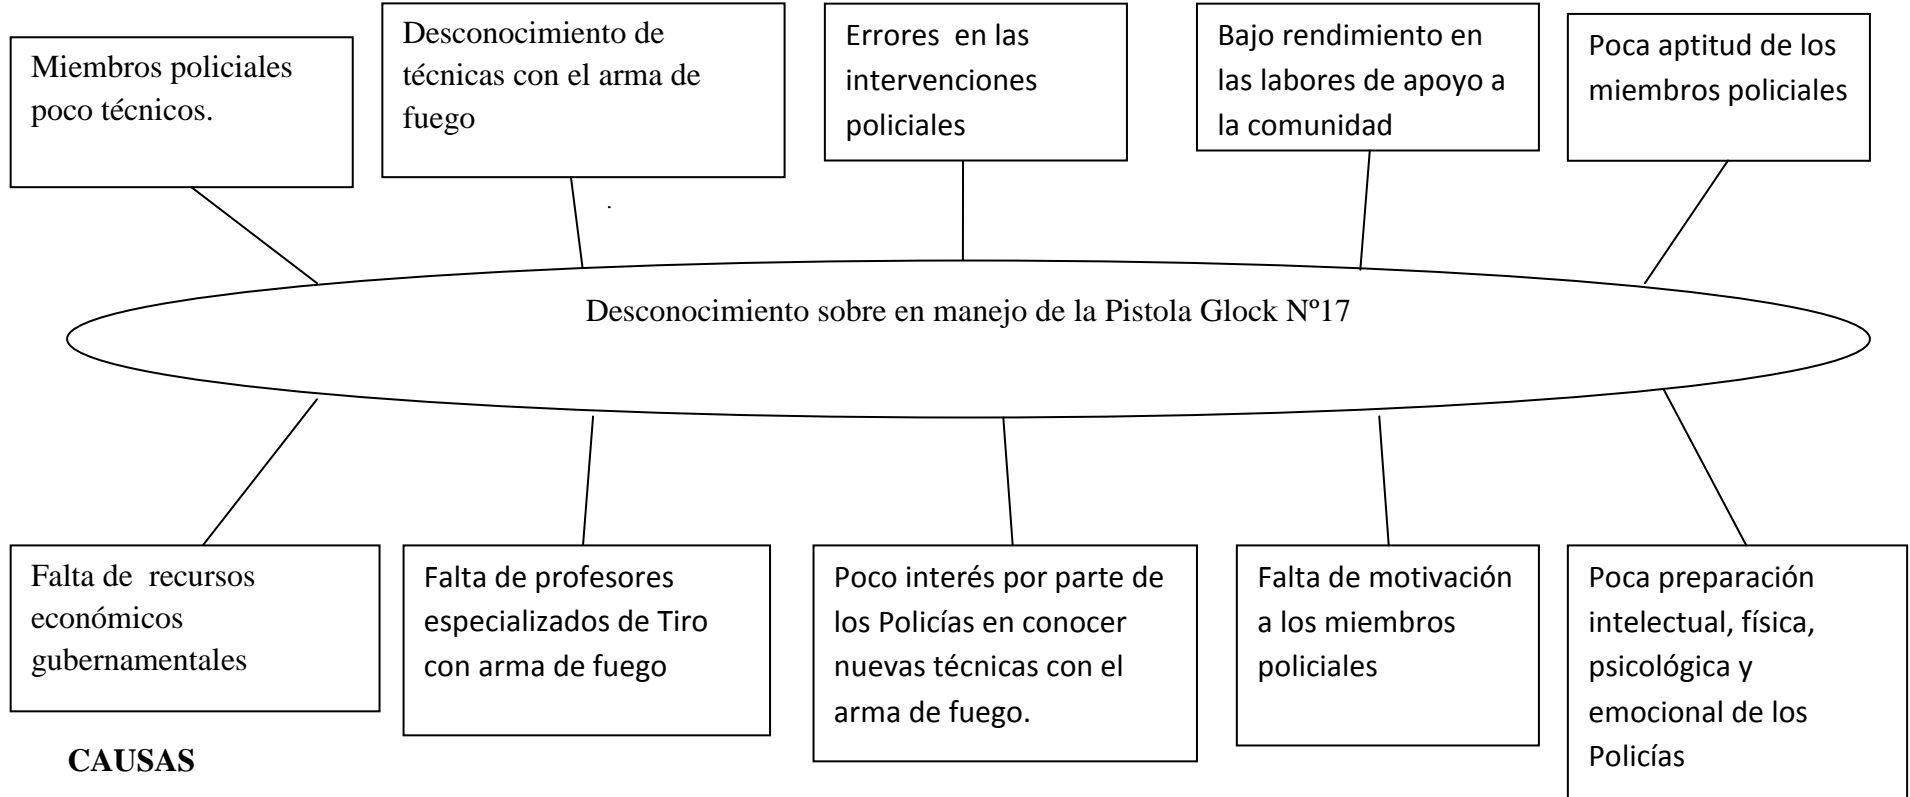 Miembros policiales
poco técnicos.
Desconocimiento de
técnicas con el arma de
fuego
Errores  en las
intervenciones
policiales
Bajo rendimiento en
las labores de apoyo a
la comunidad
Poca aptitud de los
miembros policiales
Desconocimiento sobre en manejo de la Pistola Glock Nº17
Falta de  recursos
económicos
gubernamentales
Falta de profesores
especializados de Tiro
con arma de fuego
Poco interés por parte de
los Policías en conocer
nuevas técnicas con el
arma de fuego.
Falta de motivación
a los miembros
policiales
Poca preparación
intelectual, física,
psicológica y
emocional de los
Policías
CAUSAS